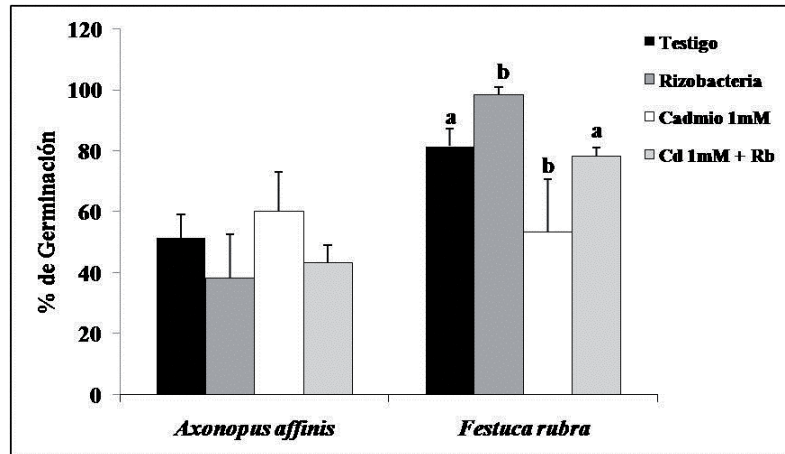 % de Germinación
120
100
80
60
40
20
0
a
b
b
a
Axonopus affinis
Festuca rubra
Testigo
Rizobacteria
Cadmio 1mM
Cd 1mM + Rb